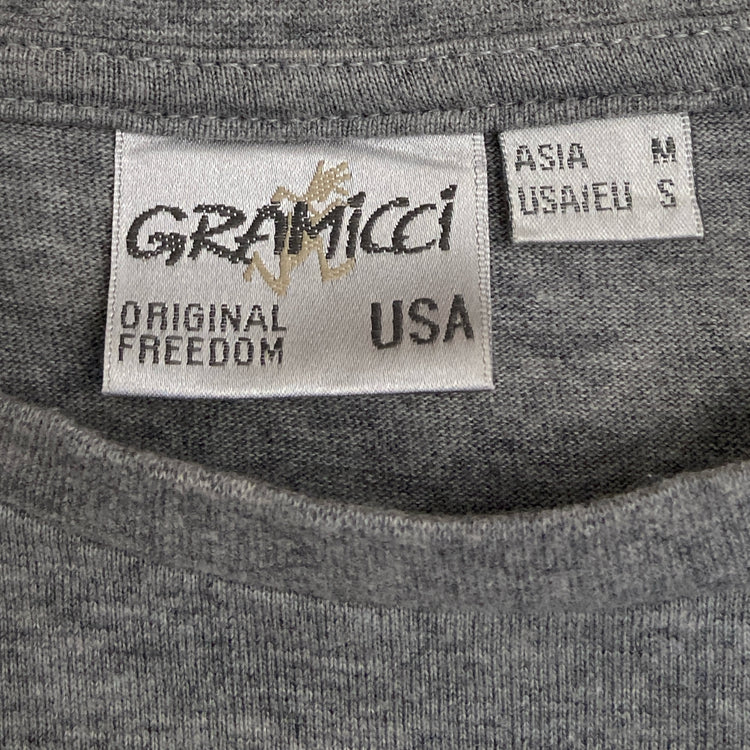 GRAMiCCi
ORIGINAL
FREEDOM
USA
ASIA M
USA/EU S